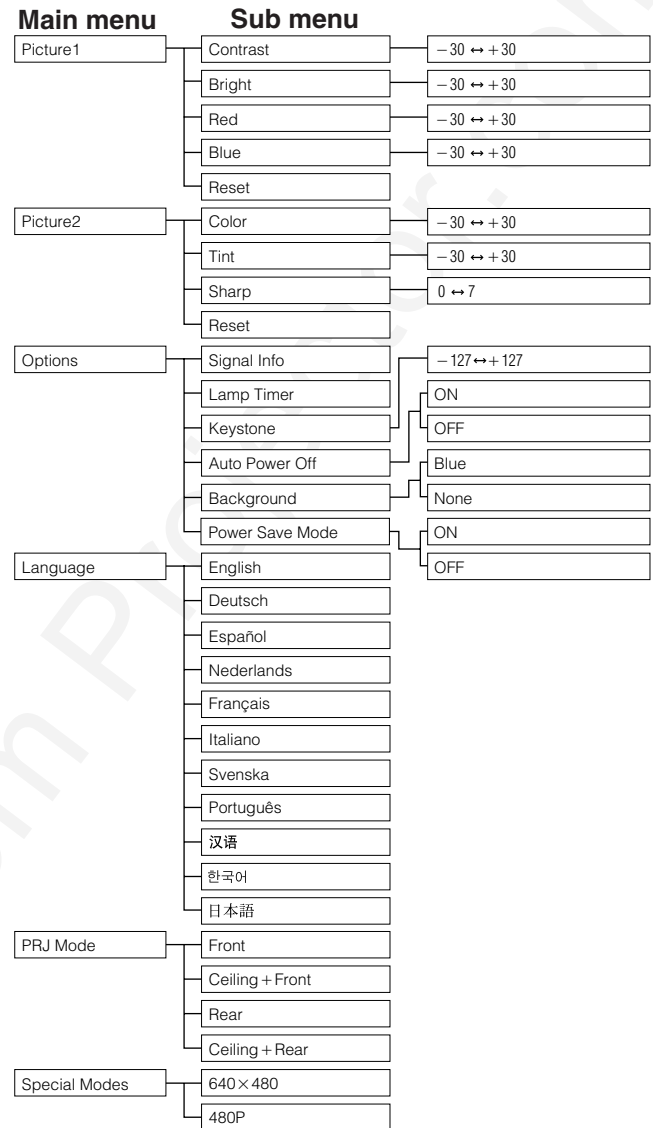 Main menu Sub menu
Picture1 Contrast −30 ↔ +30
Bright −30 ↔ +30
Red −30 ↔ +30
Blue −30 ↔ +30
Reset
Picture2 Color −30 ↔ +30
Tint −30 ↔ +30
Sharp 0 ↔ 7
Reset
Options Signal Info −127 ↔ +127
Lamp Timer ON
Keystone OFF
Auto Power Off Blue
Background None
Power Save Mode ON
Language English OFF
Deutsch
Español
Nederlands
Français
Italiano
Svenska
Português
汉语
한국어
日本語
PRJ Mode Front
Ceiling+Front
Rear
Ceiling+Rear
Special Modes 640×480
480P